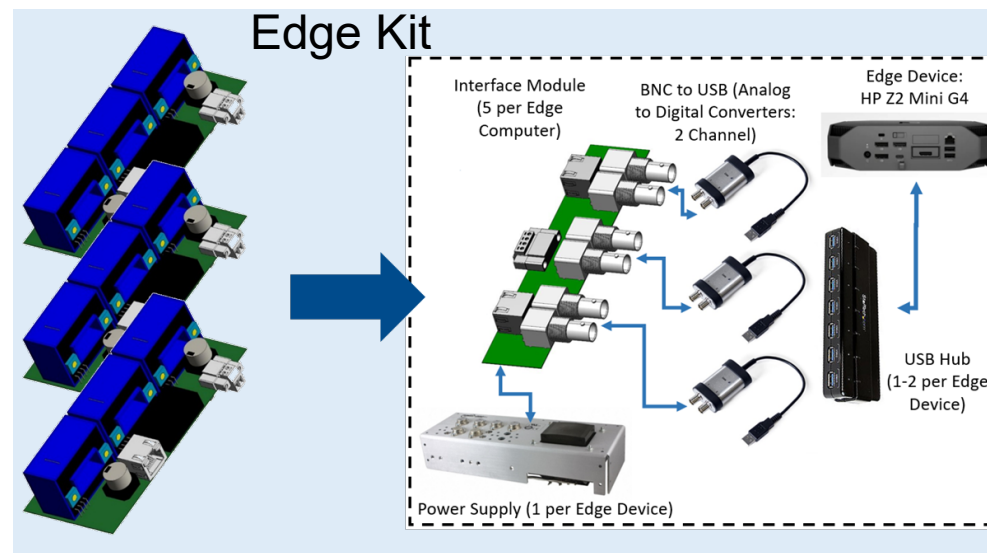 Edge Kit
Interface Module
(5 per Edge
Computer)
BNC to USB (Analog
to Digital Converters:
2 Channel)
Edge Device:
HP Z2 Mini G4
USB Hub
(1-2 per Edge
Device)
Power Supply (1 per Edge Device)